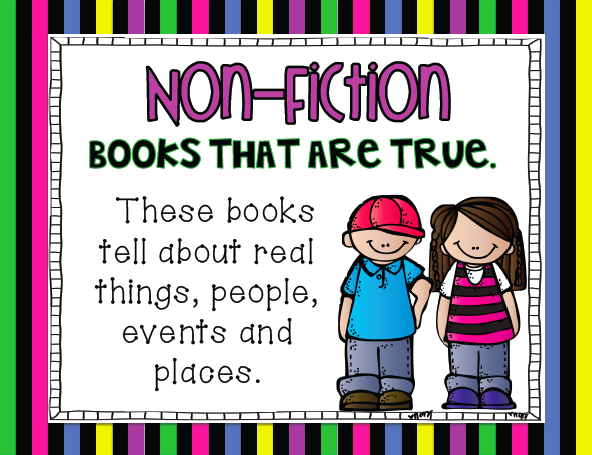 Non-Fiction
Books that are true.
These books
tell about real
things, people,
events and
places.